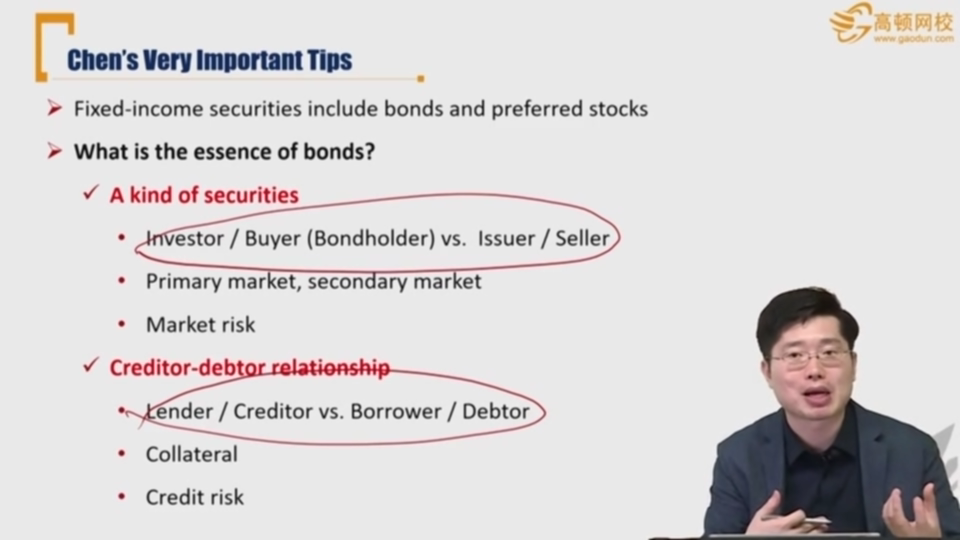 高顿网校
www.gaodun.com
Chen's Very Important Tips
Fixed-income securities include bonds and preferred stocks
What is the essence of bonds?
A kind of securities
Investor / Buyer (Bondholder) vs. Issuer / Seller
Primary market, secondary market
Market risk
Creditor-debtor relationship
Lender / Creditor vs. Borrower / Debtor
Collateral
Credit risk